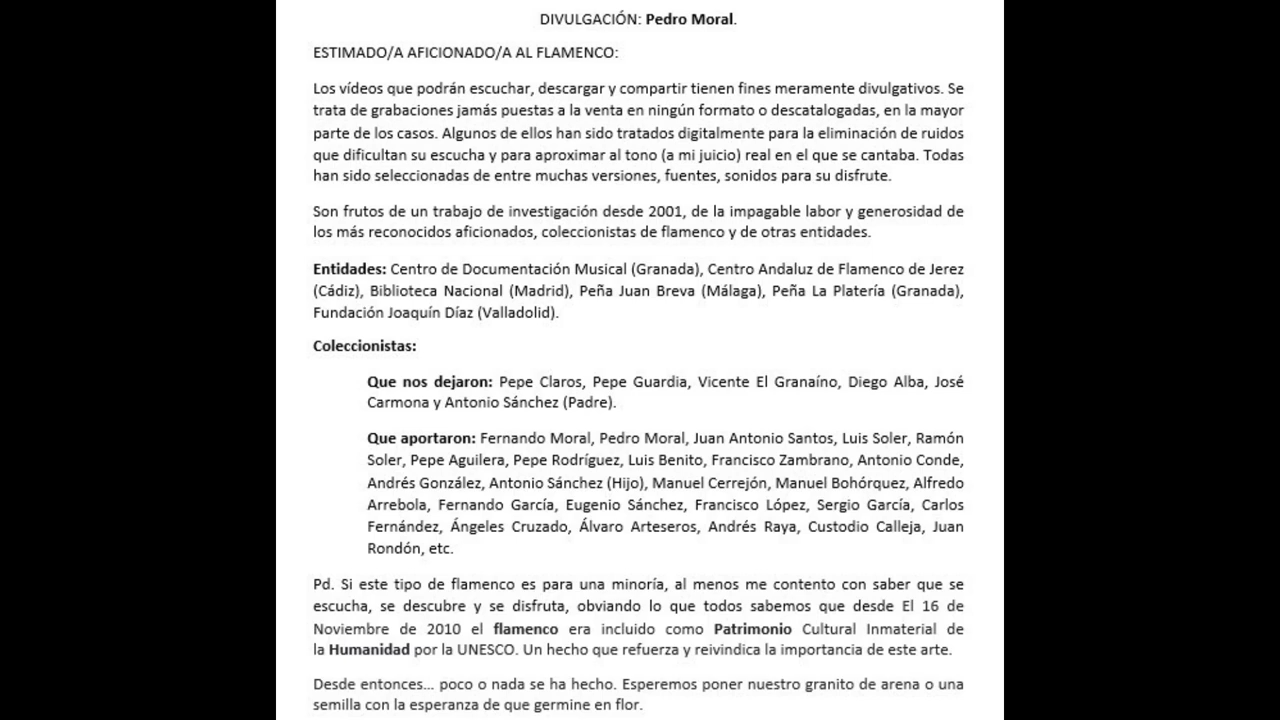 DIVULGACIÓN: Pedro Moral.
ESTIMADO/A AFICIONADO/A AL FLAMENCO:
Los vídeos que podrán escuchar, descargar y compartir tienen fines meramente divulgativos. Se
trata de grabaciones jamás puestas a la venta en ningún formato o descatalogadas, en la mayor
parte de los casos. Algunos de ellos han sido tratados digitalmente para la eliminación de ruidos
que dificultan su escucha y para aproximar al tono (a mi juicio) real en el que se cantaba. Todas
han sido seleccionadas de entre muchas versiones, fuentes, sonidos para su disfrute.
Son frutos de un trabajo de investigación desde 2001, de la impagable labor y generosidad de
los más reconocidos aficionados, coleccionistas de flamenco y de otras entidades.
Entidades: Centro de Documentación Musical (Granada), Centro Andaluz de Flamenco de Jerez
(Cádiz), Biblioteca Nacional (Madrid), Peña Juan Breva (Málaga), Peña La Platería (Granada),
Fundación Joaquín Díaz (Valladolid).
Coleccionistas:
Que nos dejaron: Pepe Claros, Pepe Guardia, Vicente El Granaíno, Diego Alba, José
Carmona y Antonio Sánchez (Padre).
Que aportaron: Fernando Moral, Pedro Moral, Juan Antonio Santos, Luis Soler, Ramón
Soler, Pepe Aguilera, Pepe Rodríguez, Luis Benito, Francisco Zambrano, Antonio Conde,
Andrés González, Antonio Sánchez (Hijo), Manuel Cerrejón, Manuel Bohórquez, Alfredo
Arrebola, Fernando García, Eugenio Sánchez, Francisco López, Sergio García, Carlos
Fernández, Ángeles Cruzado, Álvaro Arteseros, Andrés Raya, Custodio Calleja, Juan
Rondón, etc.
Pd. Si este tipo de flamenco es para una minoría, al menos me contento con saber que se
escucha, se descubre y se disfruta, obviando lo que todos sabemos que desde El 16 de
Noviembre de 2010 el flamenco era incluido como Patrimonio Cultural Inmaterial de
la Humanidad por la UNESCO. Un hecho que refuerza y reivindica la importancia de este arte.
Desde entonces... poco o nada se ha hecho. Esperemos poner nuestro granito de arena o una
semilla con la esperanza de que germine en flor.